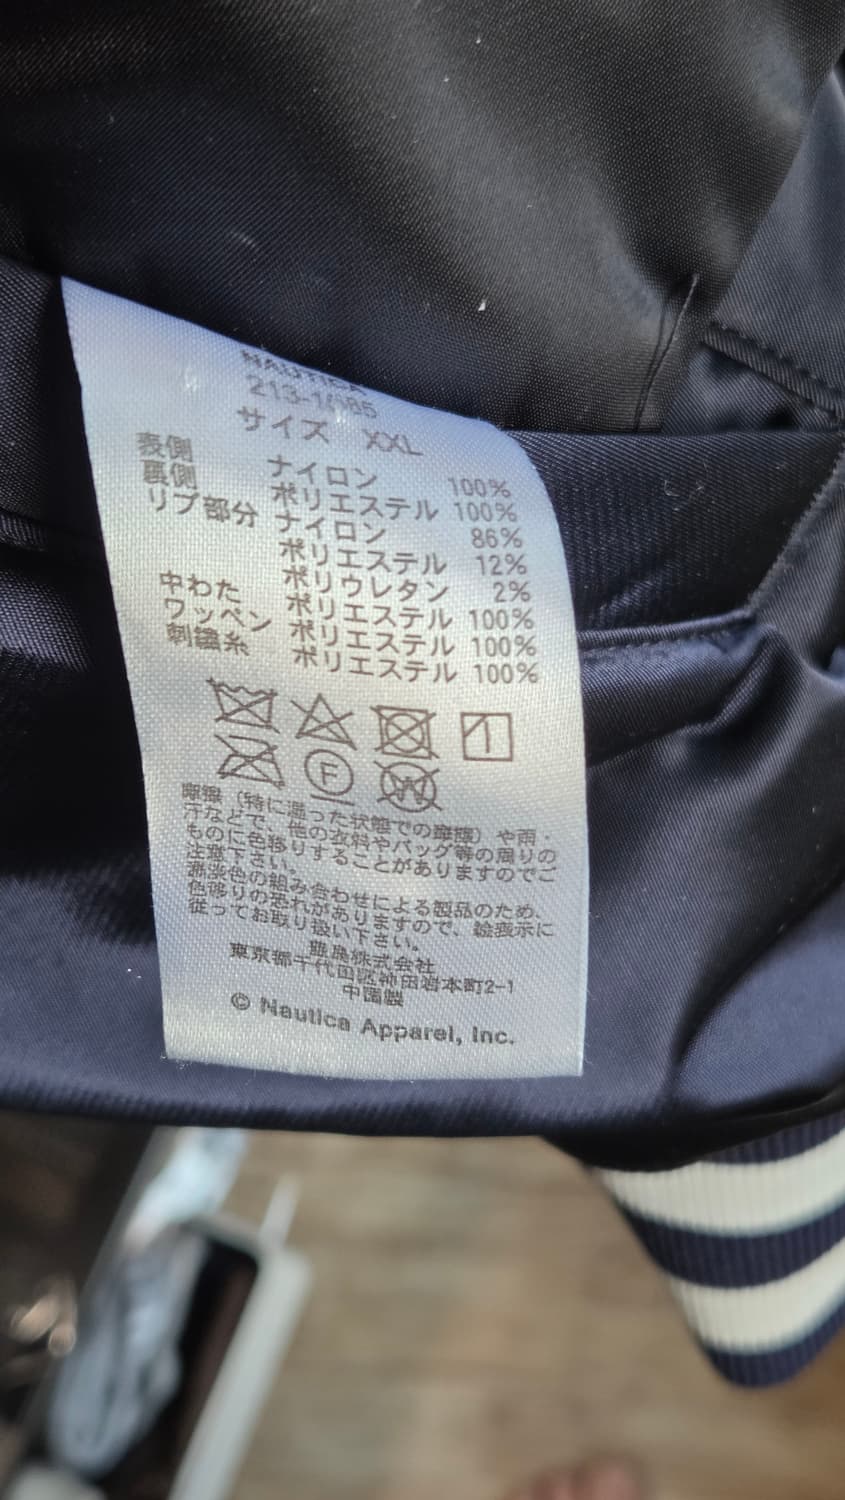 NAUTICA
サイズ XXL
表側 ナイロン 100%
裏側 ポリエステル 100%
リブ部分 ナイロン 86%
ポリエステル 12%
ポリウレタン 2%
中わた ポリエステル 100%
ワッペン ポリエステル 100%
刺繍糸 ポリエステル 100%
F
W
摩擦（特に湿った状態での摩擦）や雨・
汗などで、他の衣料やバッグ等の周りの
ものに色移りすることがありますのでご
注意下さい。
濃淡色の組み合わせによる製品のため、
色移りの恐れがありますので、絵表示に
従ってお取り扱い下さい。
豊島株式会社
東京都千代田区神田岩本町2-1
中国製
© Nautica Apparel, Inc.